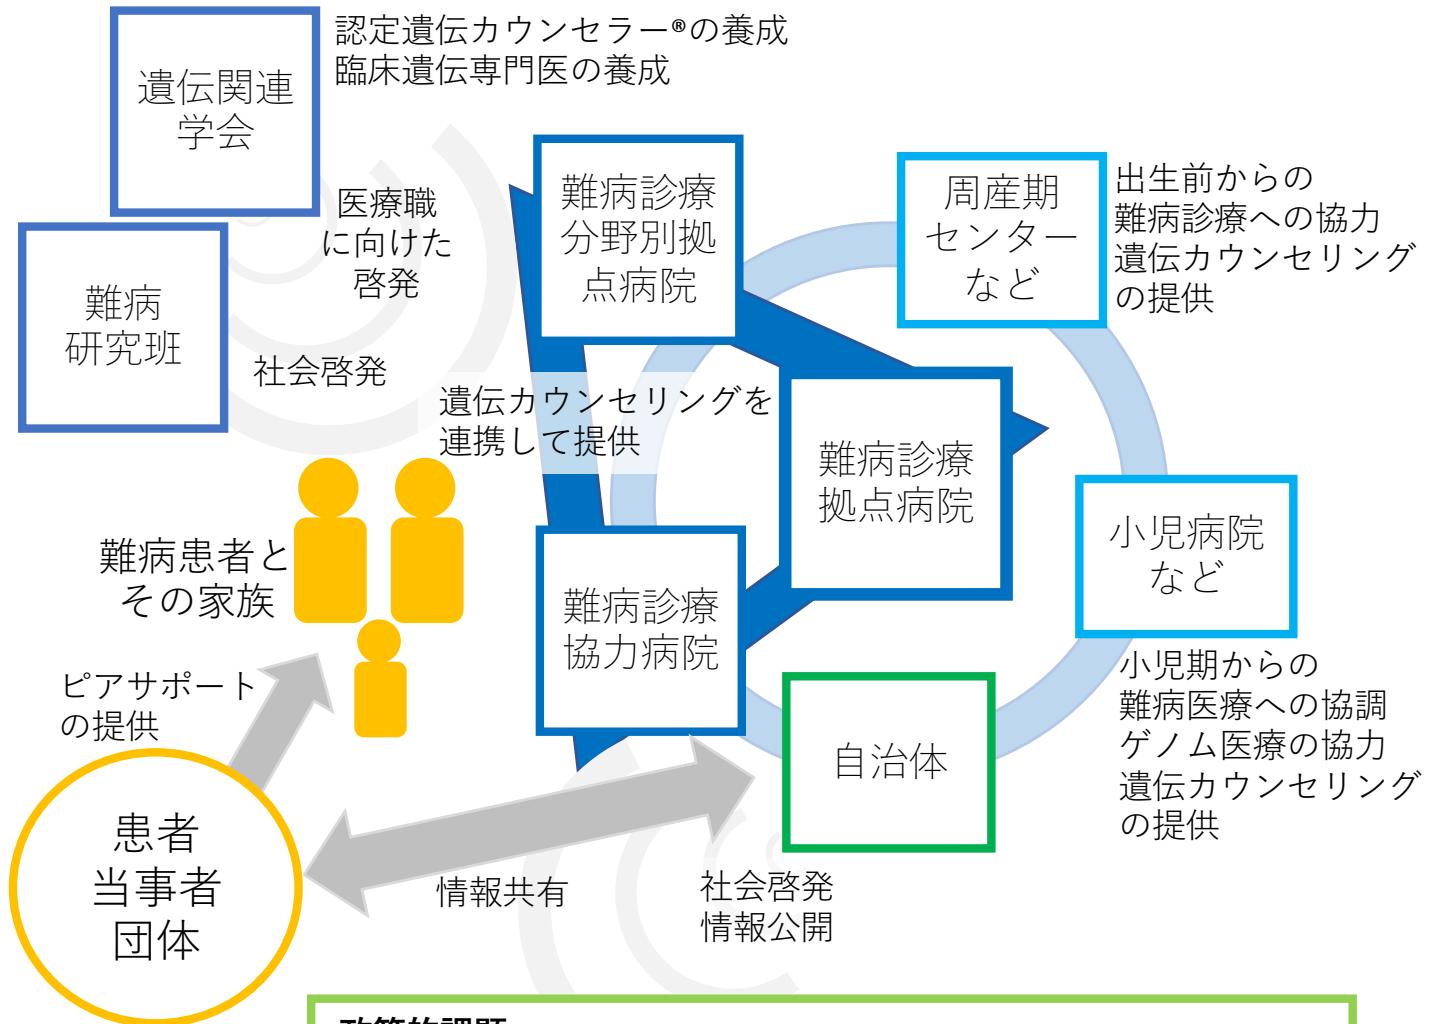 遺伝関連
学会
認定遺伝カウンセラー®の養成
臨床遺伝専門医の養成
難病
研究班
医療職
に向けた
啓発
社会啓発
難病診療
分野別拠
点病院
周産期
センター
など
出生前からの
難病診療への協力
遺伝カウンセリング
の提供
遺伝カウンセリングを
連携して提供
難病診療
拠点病院
小児病院
など
難病患者と
その家族
難病診療
協力病院
小児期からの
難病医療への協調
ゲノム医療の協力
遺伝カウンセリング
の提供
ピアサポート
の提供
自治体
患者
当事者
団体
情報共有
社会啓発
情報公開
政策的課題